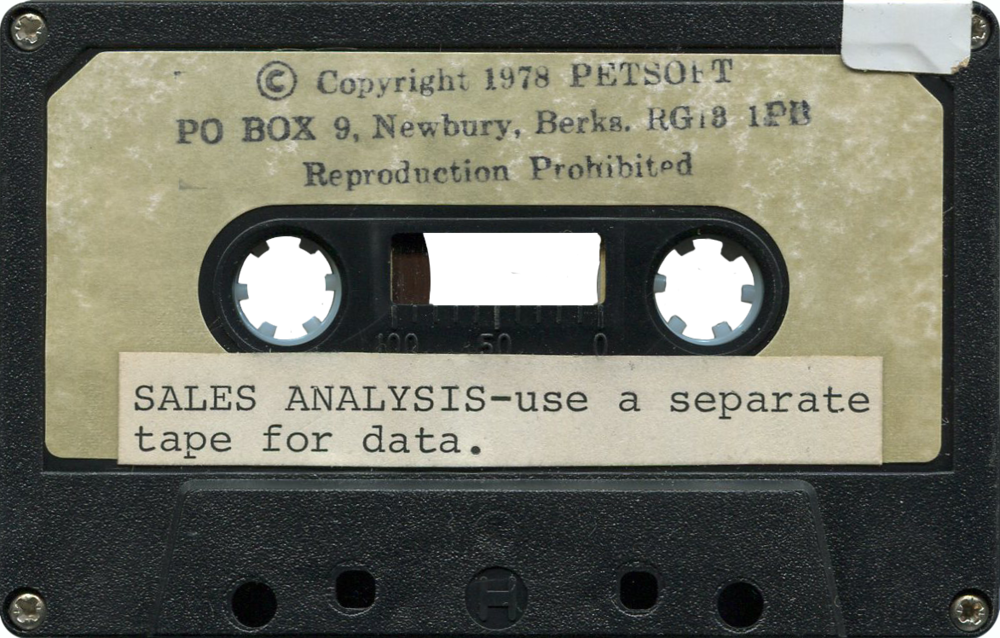 © Copyright 1978 PETSOFT
PO BOX 9, Newbury, Berks. RG13 1PB
Reproduction Prohibited
100 50 0
SALES ANALYSIS-use a separate
tape for data.